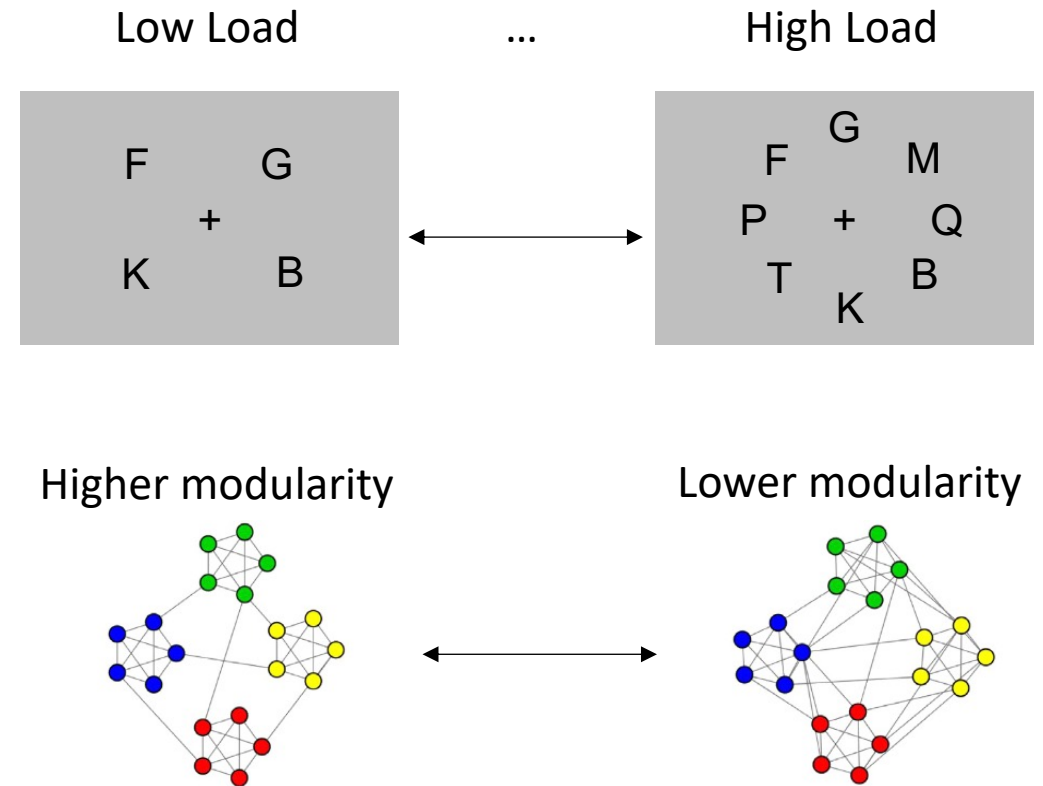 Low Load ... High Load
F G
+
K B
G
F M
P + Q
T B
K
Higher modularity
Lower modularity